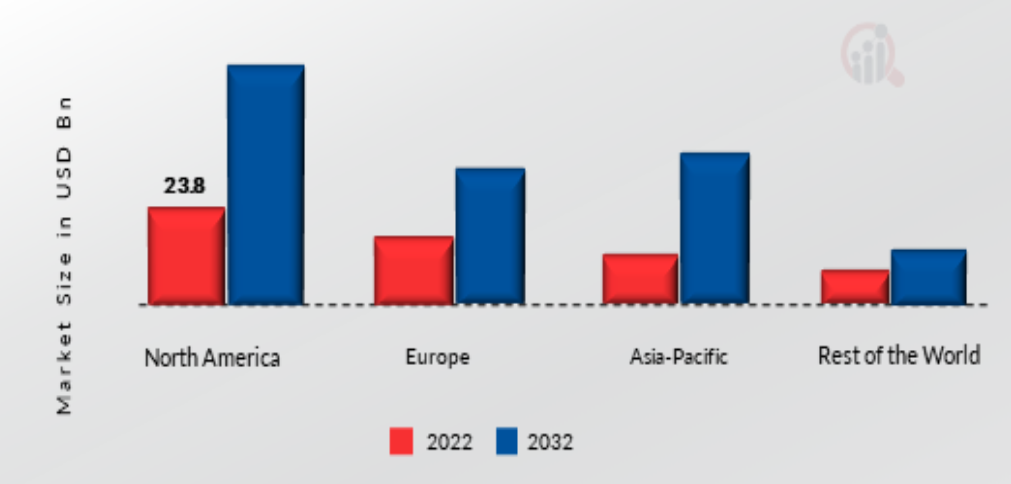 Market Size in USD Bn
23.8
North America
Europe
Asia-Pacific
Rest of the World
2022
2032